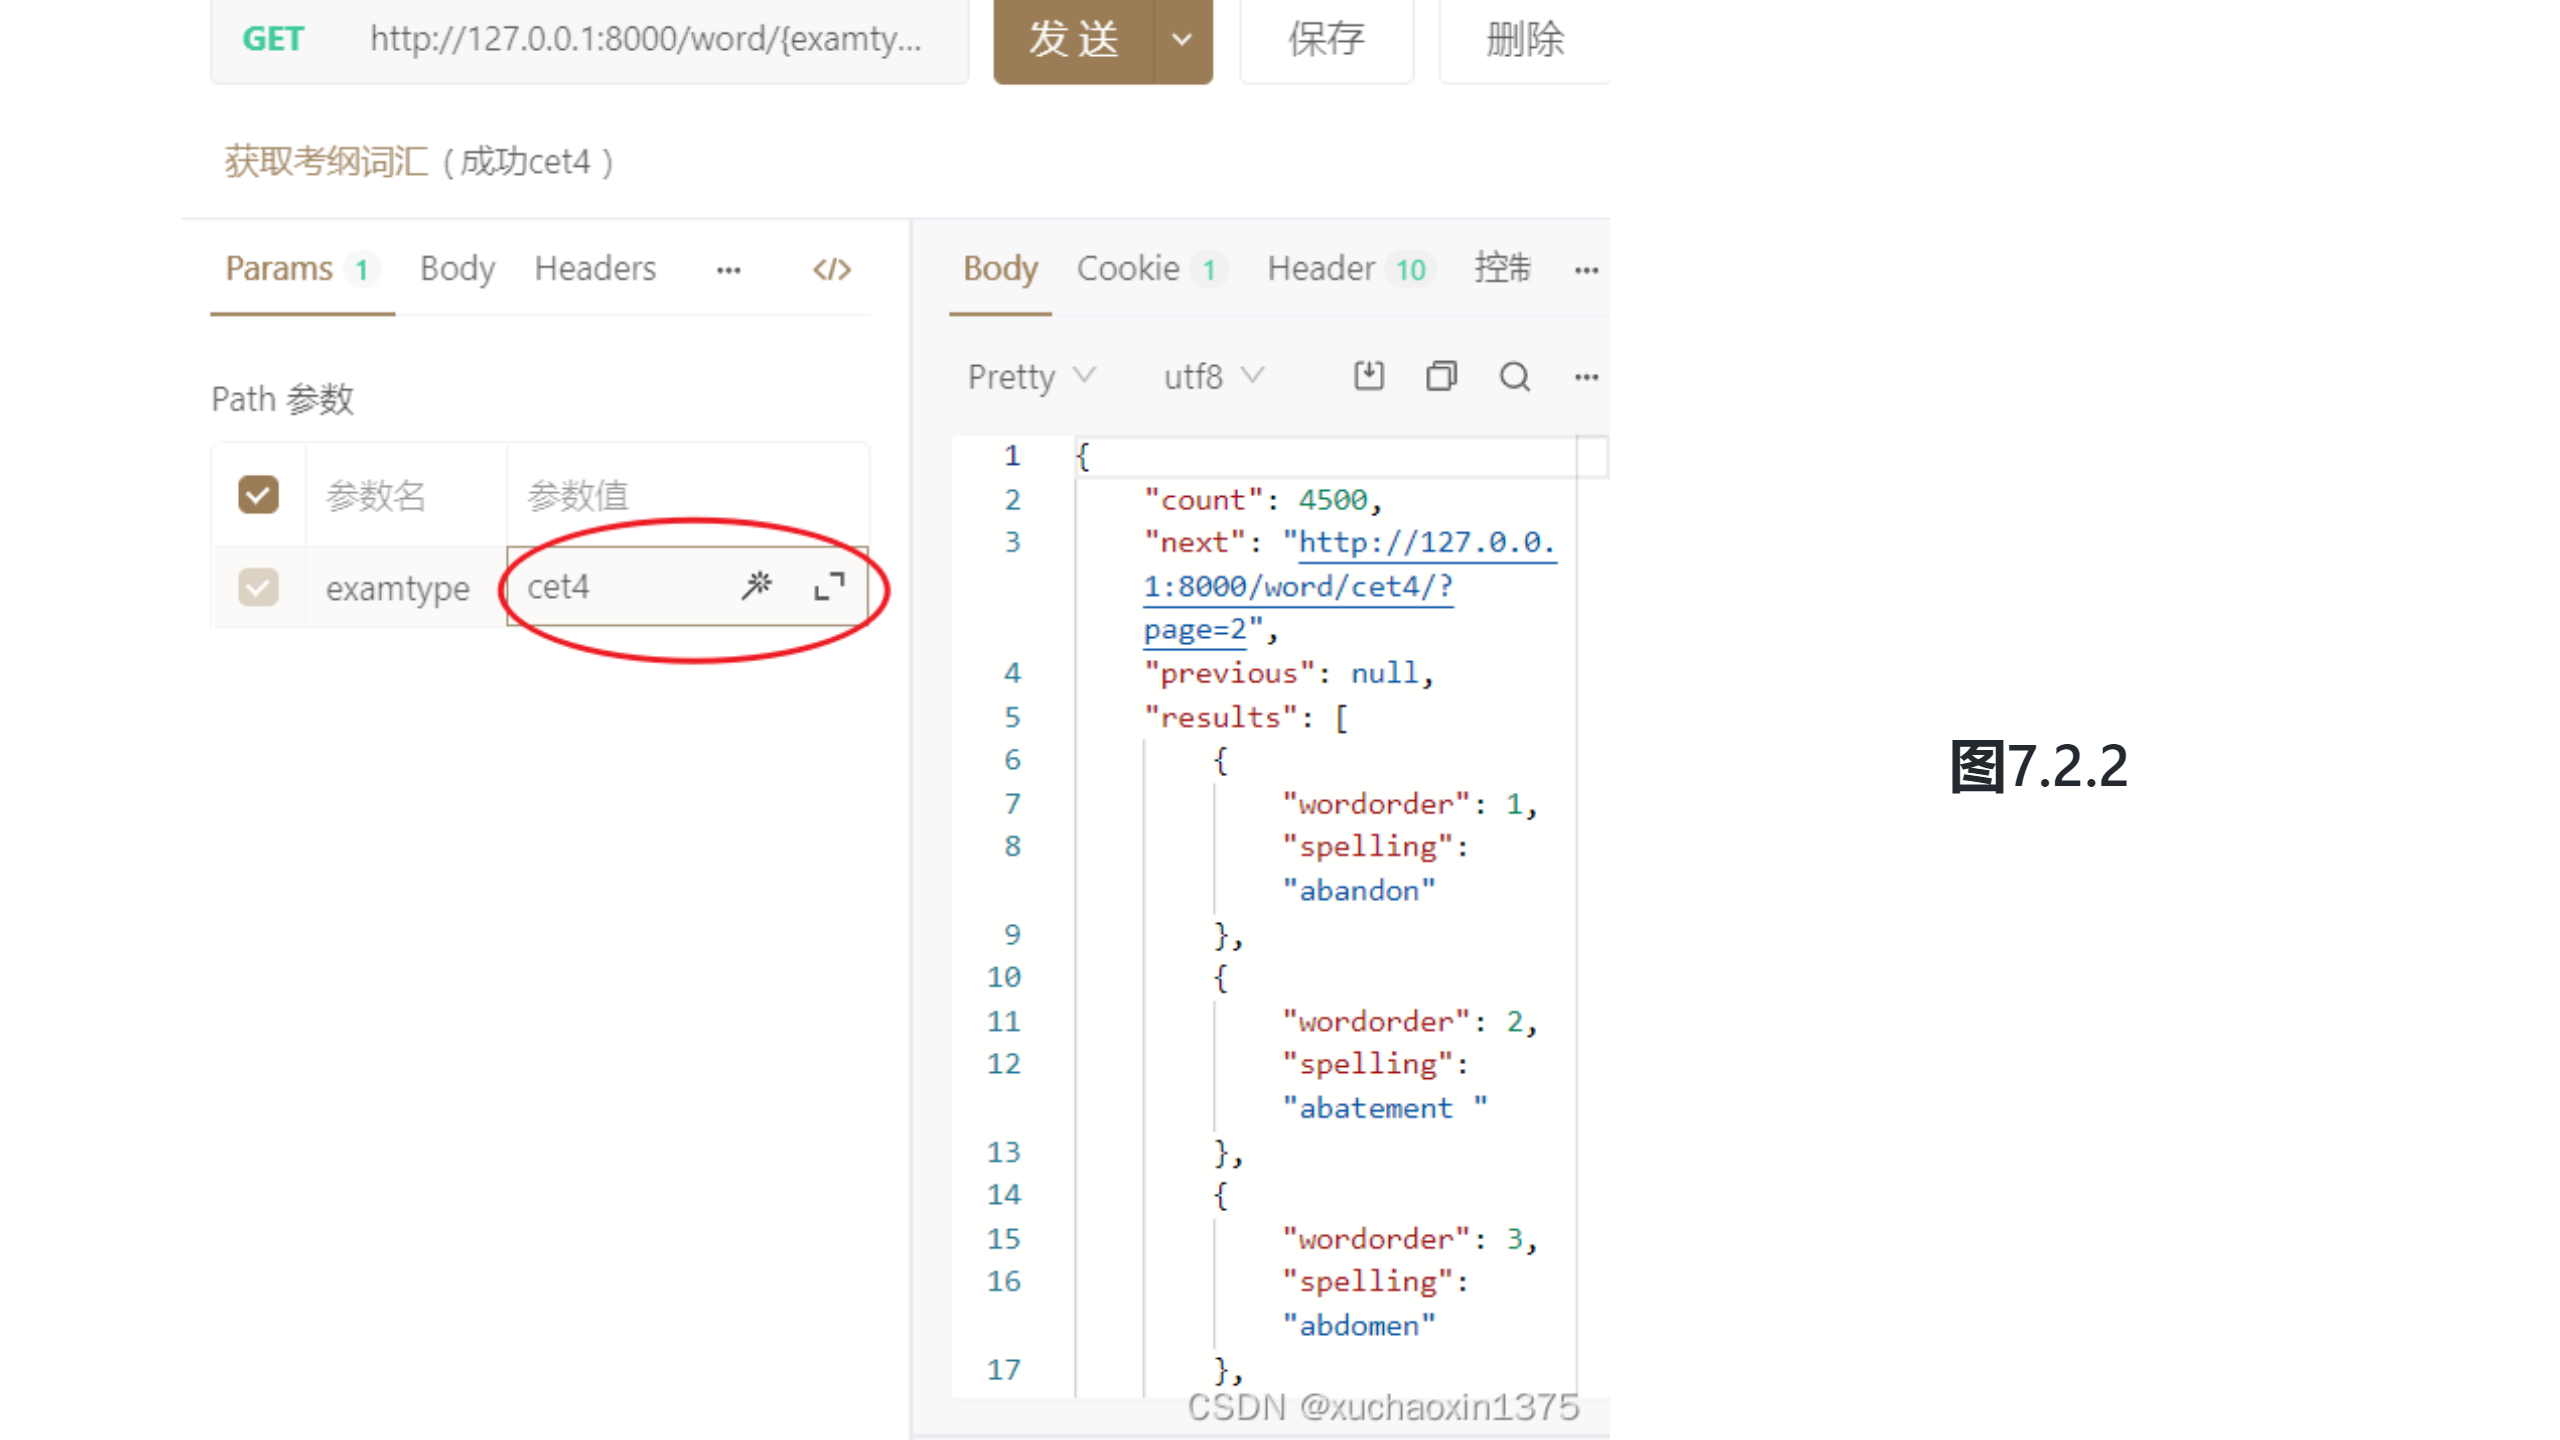 GET http://127.0.0.1:8000/word/{examty... 发送 保存 删除
获取考纲词汇 ( 成功cet4 )
Params 1 Body Headers ... </>
Path 参数
参数名 参数值
examtype cet4
Body Cookie 1 Header 10 控制 ...
Pretty utf8 ...
1 {
2 "count": 4500,
3 "next": "http://127.0.0.
1:8000/word/cet4/?
page=2",
4 "previous": null,
5 "results": [
6 {
7 "wordorder": 1,
8 "spelling":
"abandon"
9 },
10 {
11 "wordorder": 2,
12 "spelling":
"abatement "
13 },
14 {
15 "wordorder": 3,
16 "spelling":
"abdomen"
17 },
CSDN @xuchaoxin1375
图7.2.2